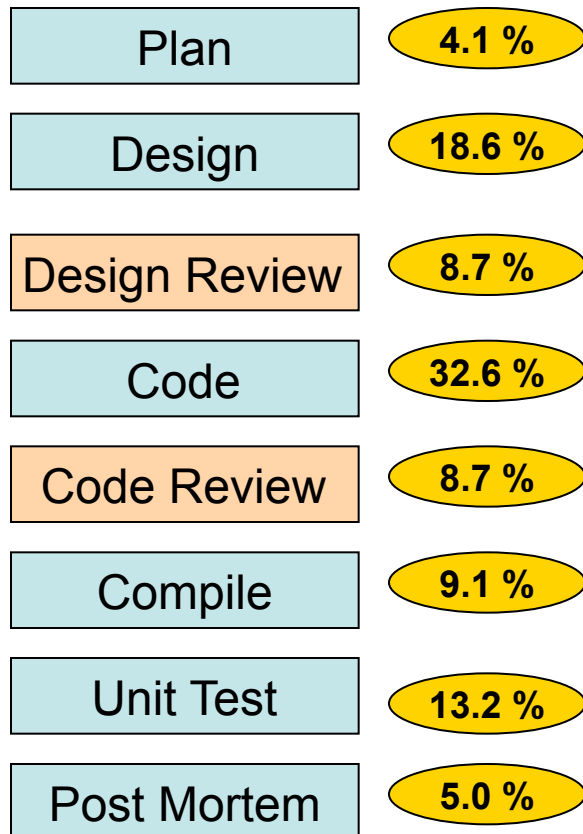 Plan 4.1 %
Design 18.6 %
Design Review 8.7 %
Code 32.6 %
Code Review 8.7 %
Compile 9.1 %
Unit Test 13.2 %
Post Mortem 5.0 %